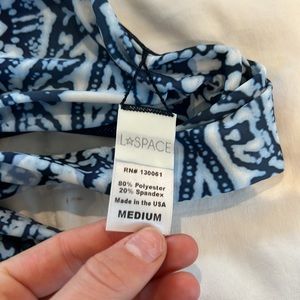 L☆SPACE
RN# 130061
80% Polyester
20% Spandex
Made in the USA
MEDIUM